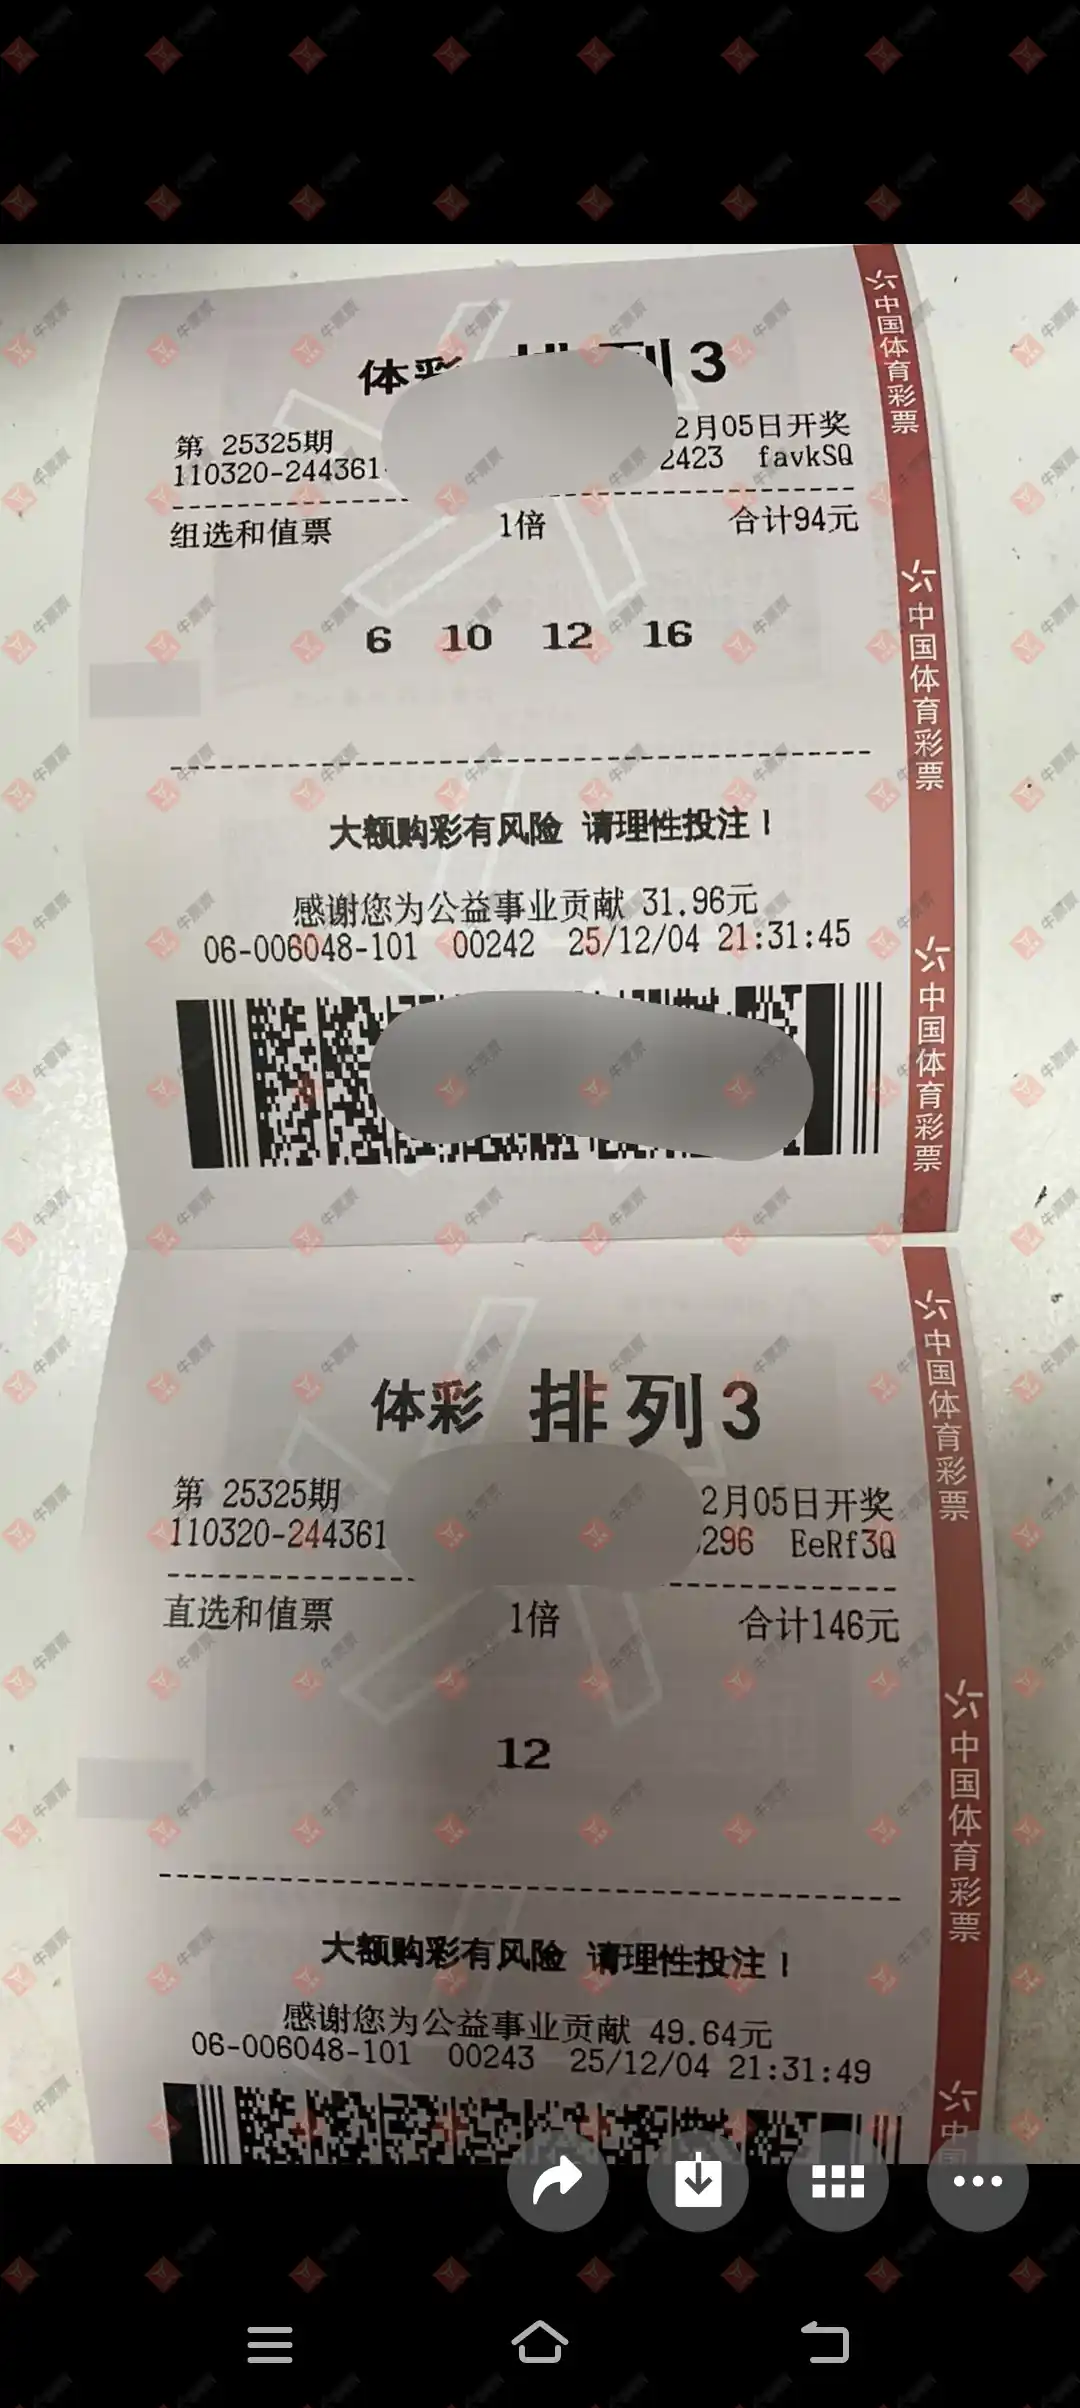 体彩 排列3
第 25325期 2月05日开奖
110320-244361 2423 favkSQ
组选和值票 1倍 合计94元
6 10 12 16
大额购彩有风险 请理性投注！
感谢您为公益事业贡献 31.96元
06-006048-101 00242 25/12/04 21:31:45
中国体育彩票
中国体育彩票
中国体育彩票
体彩 排列3
第 25325期 2月05日开奖
110320-244361 296 EeRf3Q
直选和值票 1倍 合计146元
12
大额购彩有风险 请理性投注！
感谢您为公益事业贡献 49.64元
06-006048-101 00243 25/12/04 21:31:49
中国体育彩票
中国体育彩票
中国
牛票票